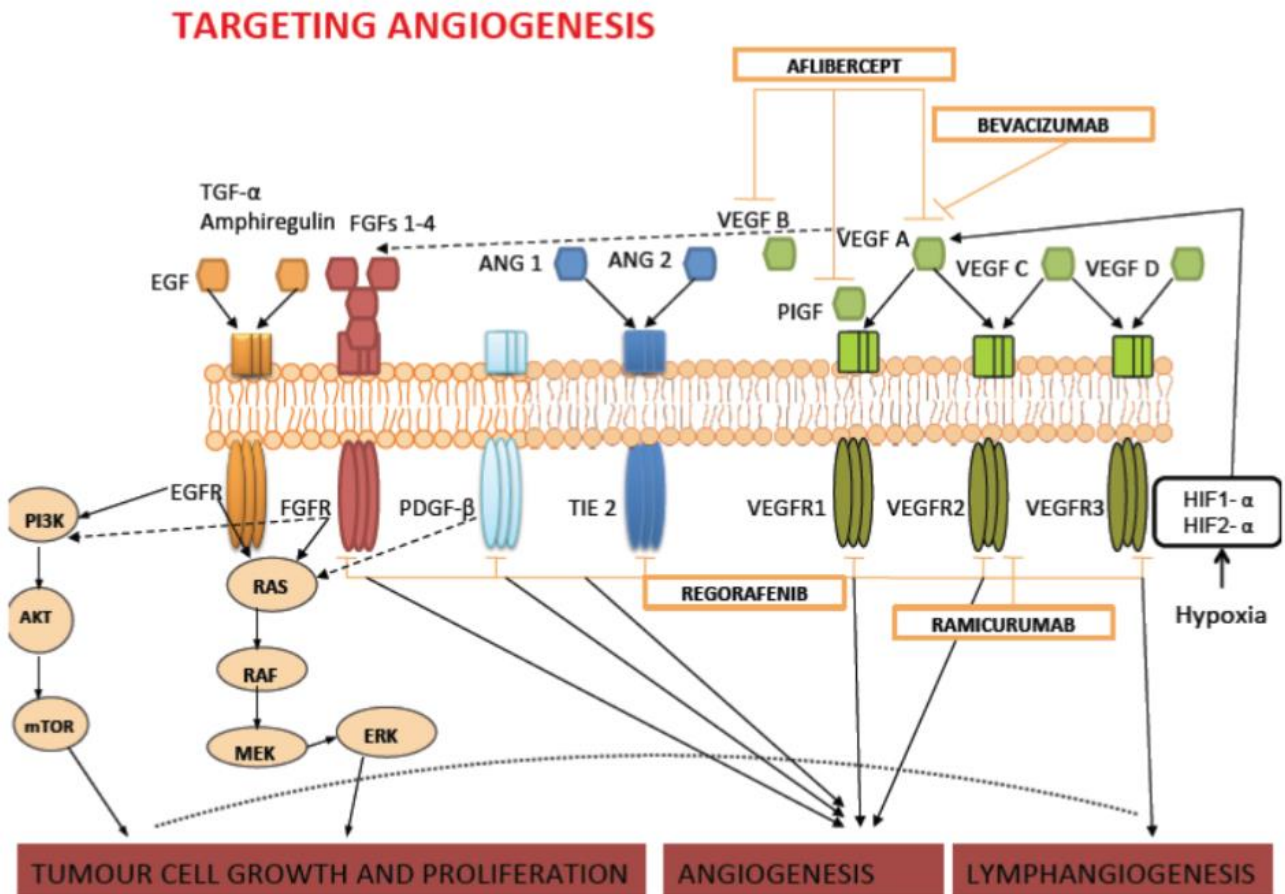 TARGETING ANGIOGENESIS
AFLIBERCEPT
BEVACIZUMAB
TGF-α
Amphiregulin
FGFs 1-4
VEGF B
VEGF A
EGF
ANG 1
ANG 2
VEGF C
VEGF D
PIGF
EGFR
FGFR
PDGF-β
TIE 2
VEGFR1
VEGFR2
VEGFR3
HIF1- α
HIF2- α
PI3K
RAS
REGORAFENIB
RAMICURUMAB
Hypoxia
AKT
RAF
mTOR
MEK
ERK
TUMOUR CELL GROWTH AND PROLIFERATION
ANGIOGENESIS
LYMPHANGIOGENESIS